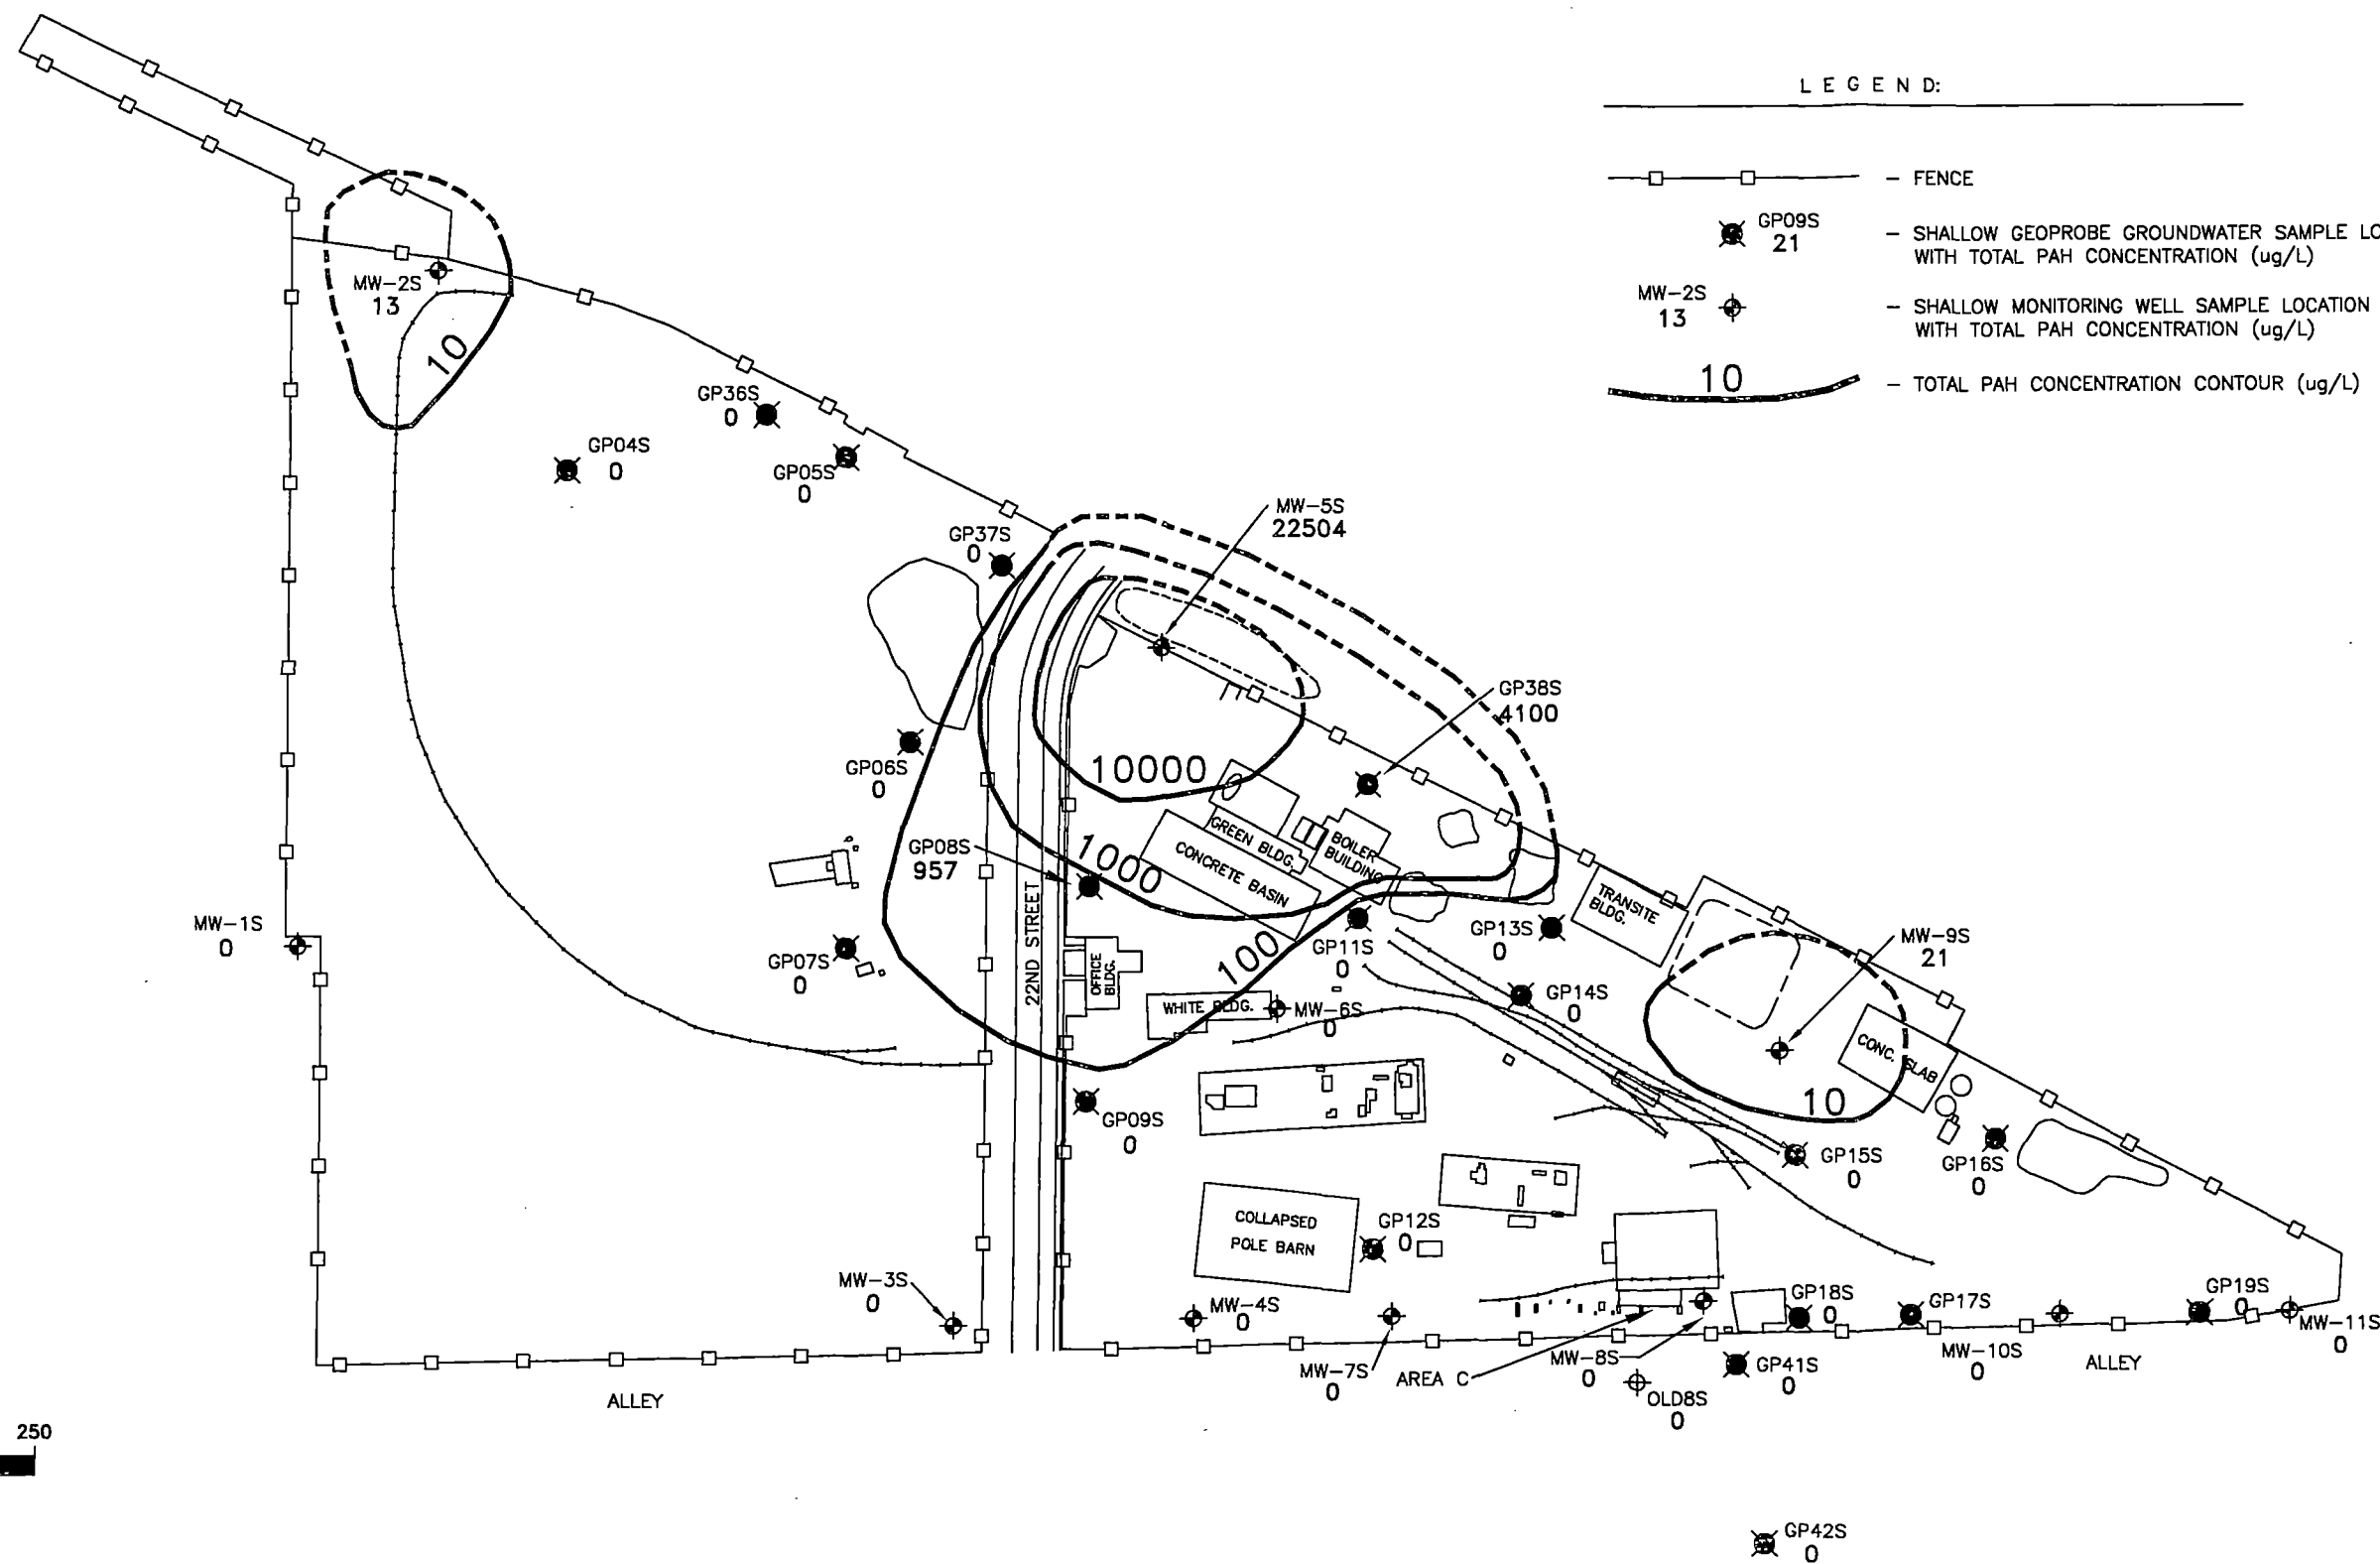 L E G E N D:
— FENCE
GP09S
21
— SHALLOW GEOPROBE GROUNDWATER SAMPLE
WITH TOTAL PAH CONCENTRATION (ug/L)
MW-2S
13
— SHALLOW MONITORING WELL SAMPLE LOCATION
WITH TOTAL PAH CONCENTRATION (ug/L)
10
— TOTAL PAH CONCENTRATION CONTOUR (ug/L)
MW-2S
13
10
GP36S
0
GP04S
0
GP05S
0
GP37S
0
MW-5S
22504
GP38S
4100
GP06S
0
10000
GREEN BLDG.
BOILER
BUILDING
CONCRETE BASIN
GP08S
957
1000
TRANSITE
BLDG.
MW-1S
0
GP07S
0
22ND STREET
OFFICE
BLDG.
100
GP11S
0
GP13S
0
MW-9S
21
GP14S
0
WHITE BLDG.
MW-6S
0
CONC. SLAB
10
GP09S
0
GP15S
0
GP16S
0
COLLAPSED
POLE BARN
GP12S
0
MW-3S
0
MW-4S
0
GP18S
0
GP17S
GP19S
0
MW-11S
0
MW-7S
0
AREA C
MW-8S
0
OLD8S
0
GP41S
0
MW-10S
0
ALLEY
ALLEY
250
GP42S
0